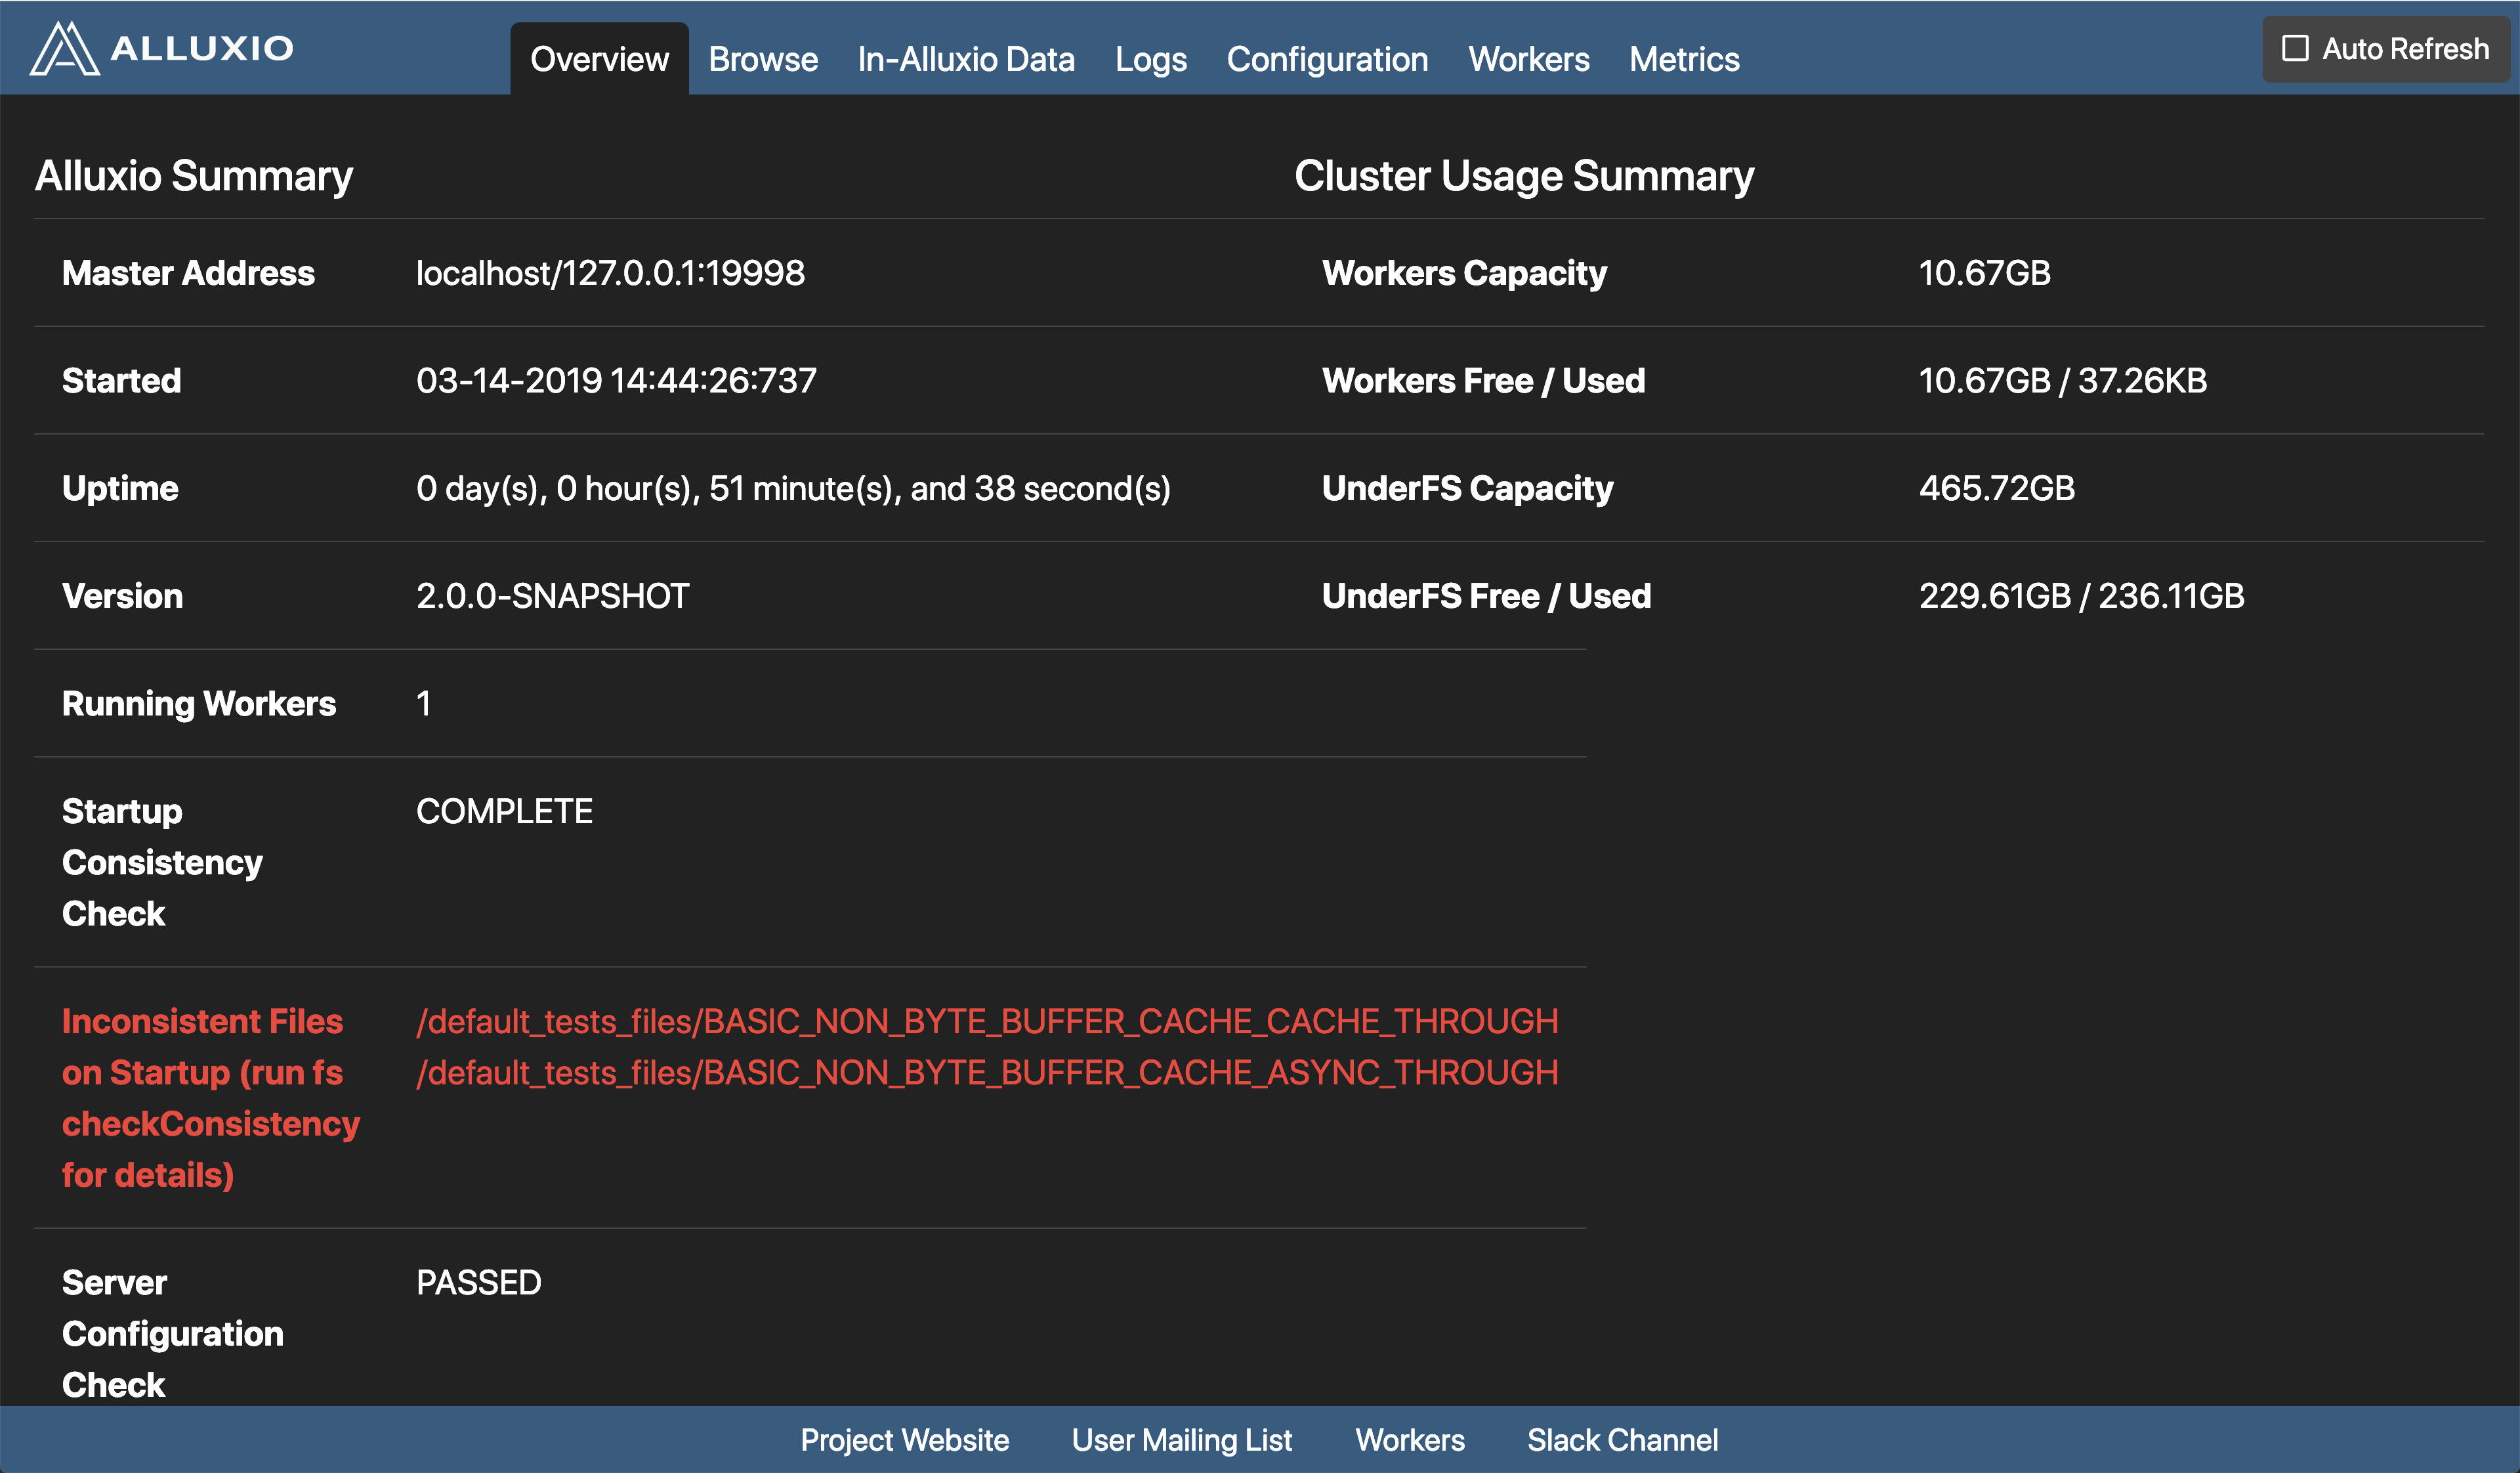 ALLUXIO
Overview Browse In-Alluxio Data Logs Configuration Workers Metrics
Auto Refresh
Alluxio Summary
Master Address localhost/127.0.0.1:19998
Started 03-14-2019 14:44:26:737
Uptime 0 day(s), 0 hour(s), 51 minute(s), and 38 second(s)
Version 2.0.0-SNAPSHOT
Running Workers 1
Startup COMPLETE
Consistency
Check
Inconsistent Files /default_tests_files/BASIC_NON_BYTE_BUFFER_CACHE_CACHE_THROUGH
on Startup (run fs /default_tests_files/BASIC_NON_BYTE_BUFFER_CACHE_ASYNC_THROUGH
checkConsistency
for details)
Server PASSED
Configuration
Check
Cluster Usage Summary
Workers Capacity 10.67GB
Workers Free / Used 10.67GB / 37.26KB
UnderFS Capacity 465.72GB
UnderFS Free / Used 229.61GB / 236.11GB
Project Website User Mailing List Workers Slack Channel